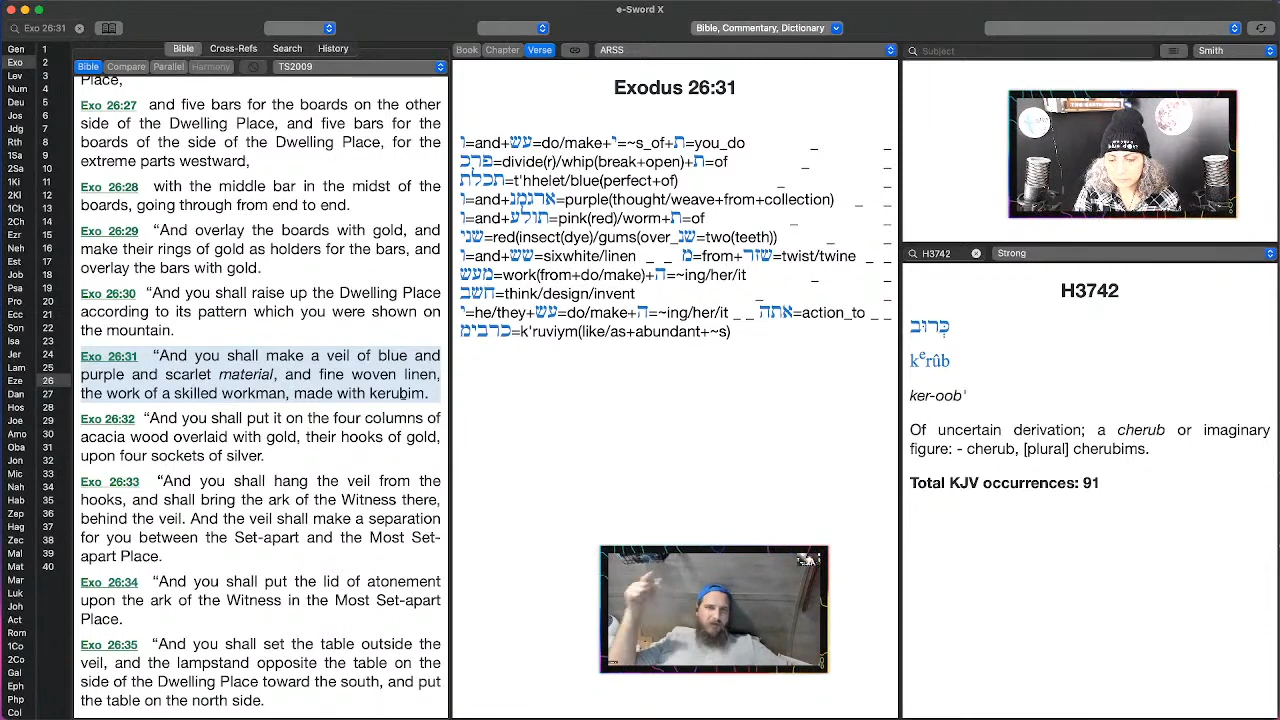 e-Sword X
Exo 26:31
Bible, Commentary, Dictionary
Bible Cross-Refs Search History
Book Chapter Verse ARSS
Subject Smith
Bible Compare Parallel Harmony TS2009
Gen
Exo
Lev
Num
Deu
Jos
Jdg
Rth
1Sa
2Sa
1Ki
2Ki
1Ch
2Ch
Ezr
Neh
Est
Job
Psa
Pro
Ecc
Son
Isa
Jer
Lam
Eze
Dan
Hos
Joe
Amo
Oba
Jon
Mic
Nah
Hab
Zep
Hag
Zec
Mal
Mat
Mar
Luk
Joh
Act
Rom
1Co
2Co
Gal
Eph
Php
Col
1
2
3
4
5
6
7
8
9
10
11
12
13
14
15
16
17
18
19
20
21
22
23
24
25
26
27
28
29
30
31
32
33
34
35
36
37
38
39
40
Place,
Exo 26:27 and five bars for the boards on the other
side of the Dwelling Place, and five bars for the
boards of the side of the Dwelling Place, for the
extreme parts westward,
Exo 26:28 with the middle bar in the midst of the
boards, going through from end to end.
Exo 26:29 “And overlay the boards with gold, and
make their rings of gold as holders for the bars, and
overlay the bars with gold.
Exo 26:30 “And you shall raise up the Dwelling Place
according to its pattern which you were shown on
the mountain.
Exo 26:31 “And you shall make a veil of blue and
purple and scarlet material, and fine woven linen,
the work of a skilled workman, made with kerubim.
Exo 26:32 “And you shall put it on the four columns of
acacia wood overlaid with gold, their hooks of gold,
upon four sockets of silver.
Exo 26:33 “And you shall hang the veil from the
hooks, and shall bring the ark of the Witness there,
behind the veil. And the veil shall make a separation
for you between the Set-apart and the Most Set-
apart Place.
Exo 26:34 “And you shall put the lid of atonement
upon the ark of the Witness in the Most Set-apart
Place.
Exo 26:35 “And you shall set the table outside the
veil, and the lampstand opposite the table on the
side of the Dwelling Place toward the south, and put
the table on the north side.
Exodus 26:31
ו=and+עש=do/make+י=~s_of+ת=you_do _ _
פרכ=divide(r)/whip(break+open)+ת=of _
תכלת=t'hhelet/blue(perfect+of) _ _
ו=and+ארגמנ=purple(thought/weave+from+collection) _ _
ו=and+תולע=pink(red)/worm+ת=of _ _
שני=red(insect(dye)/gums(over_שנ=two(teeth)) _ _
ו=and+שש=sixwhite/linen _ _ מ=from+שזר=twist/twine _ _
מעש=work(from+do/make)+ה=~ing/her/it _ _
חשב=think/design/invent _ _
י=he/they+עש=do/make+ה=~ing/her/it _ _ אתה=action_to _ _
כרבימ=k'ruviym(like/as+abundant+~s)
H3742 Strong
H3742
כְּרוּב
kᵉrûb
ker-oob'
Of uncertain derivation; a cherub or imaginary
figure: - cherub, [plural] cherubims.
Total KJV occurrences: 91